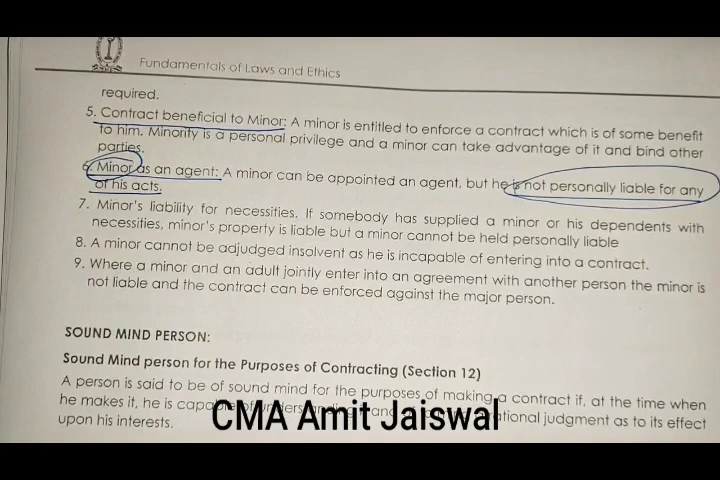 Fundamentals of Laws and Ethics
required.
5. Contract beneficial to Minor: A minor is entitled to enforce a contract which is of some benefit
to him. Minority is a personal privilege and a minor can take advantage of it and bind other
parties.
6. Minor as an agent: A minor can be appointed an agent, but he is not personally liable for any
of his acts.
7. Minor's liability for necessities. If somebody has supplied a minor or his dependents with
necessities, minor's property is liable but a minor cannot be held personally liable
8. A minor cannot be adjudged insolvent as he is incapable of entering into a contract.
9. Where a minor and an adult jointly enter into an agreement with another person the minor is
not liable and the contract can be enforced against the major person.
SOUND MIND PERSON:
Sound Mind person for the Purposes of Contracting (Section 12)
A person is said to be of sound mind for the purposes of making a contract if, at the time when
he makes it, he is judgment as to its effect
upon his interests.
CMA Amit Jaiswal